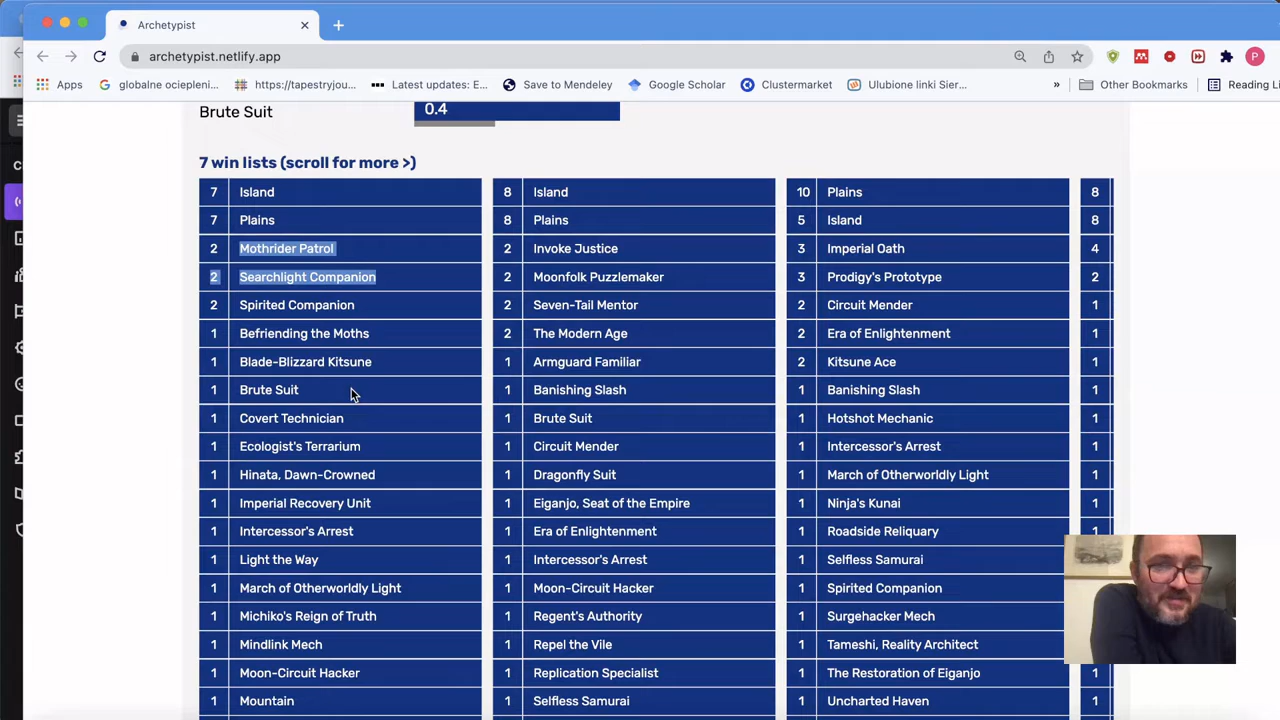 Archetypist
archetypist.netlify.app
P
Apps
globalne ociepleni...
https://tapestryjou...
Latest updates: E...
Save to Mendeley
Google Scholar
Clustermarket
Ulubione linki Sier...
»
Other Bookmarks
Reading
Brute Suit
0.4
7 win lists (scroll for more >)
7 Island
7 Plains
2 Mothrider Patrol
2 Searchlight Companion
2 Spirited Companion
1 Befriending the Moths
1 Blade-Blizzard Kitsune
1 Brute Suit
1 Covert Technician
1 Ecologist's Terrarium
1 Hinata, Dawn-Crowned
1 Imperial Recovery Unit
1 Intercessor's Arrest
1 Light the Way
1 March of Otherworldly Light
1 Michiko's Reign of Truth
1 Mindlink Mech
1 Moon-Circuit Hacker
1 Mountain
8 Island
8 Plains
2 Invoke Justice
2 Moonfolk Puzzlemaker
2 Seven-Tail Mentor
2 The Modern Age
1 Armguard Familiar
1 Banishing Slash
1 Brute Suit
1 Circuit Mender
1 Dragonfly Suit
1 Eiganjo, Seat of the Empire
1 Era of Enlightenment
1 Intercessor's Arrest
1 Moon-Circuit Hacker
1 Regent's Authority
1 Repel the Vile
1 Replication Specialist
1 Selfless Samurai
10 Plains
5 Island
3 Imperial Oath
3 Prodigy's Prototype
2 Circuit Mender
2 Era of Enlightenment
2 Kitsune Ace
1 Banishing Slash
1 Hotshot Mechanic
1 Intercessor's Arrest
1 March of Otherworldly Light
1 Ninja's Kunai
1 Roadside Reliquary
1 Selfless Samurai
1 Spirited Companion
1 Surgehacker Mech
1 Tameshi, Reality Architect
1 The Restoration of Eiganjo
1 Uncharted Haven
8
8
4
2
1
1
1
1
1
1
1
1
1
1
1